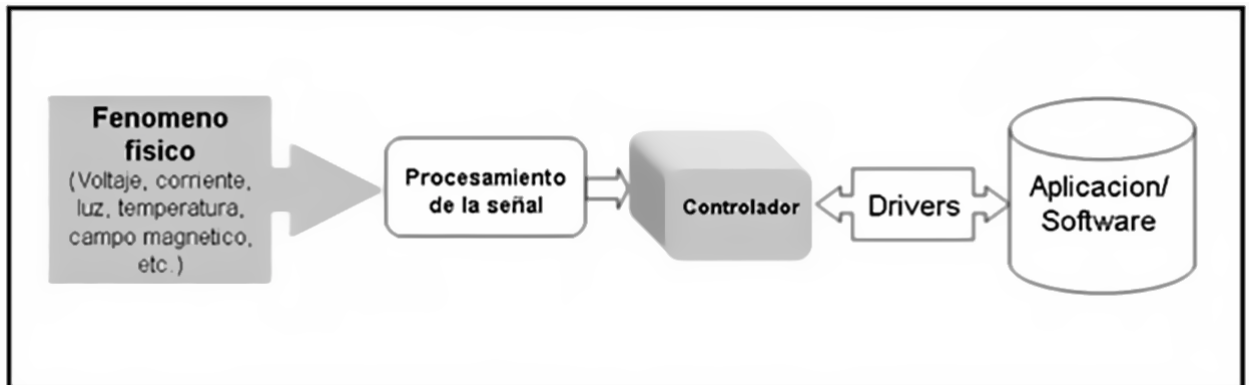 Fenomeno
fisico
(Voltaje, corriente,
luz, temperatura,
campo magnetico,
etc.)
Procesamiento
de la señal
Controlador
Drivers
Aplicacion/
Software